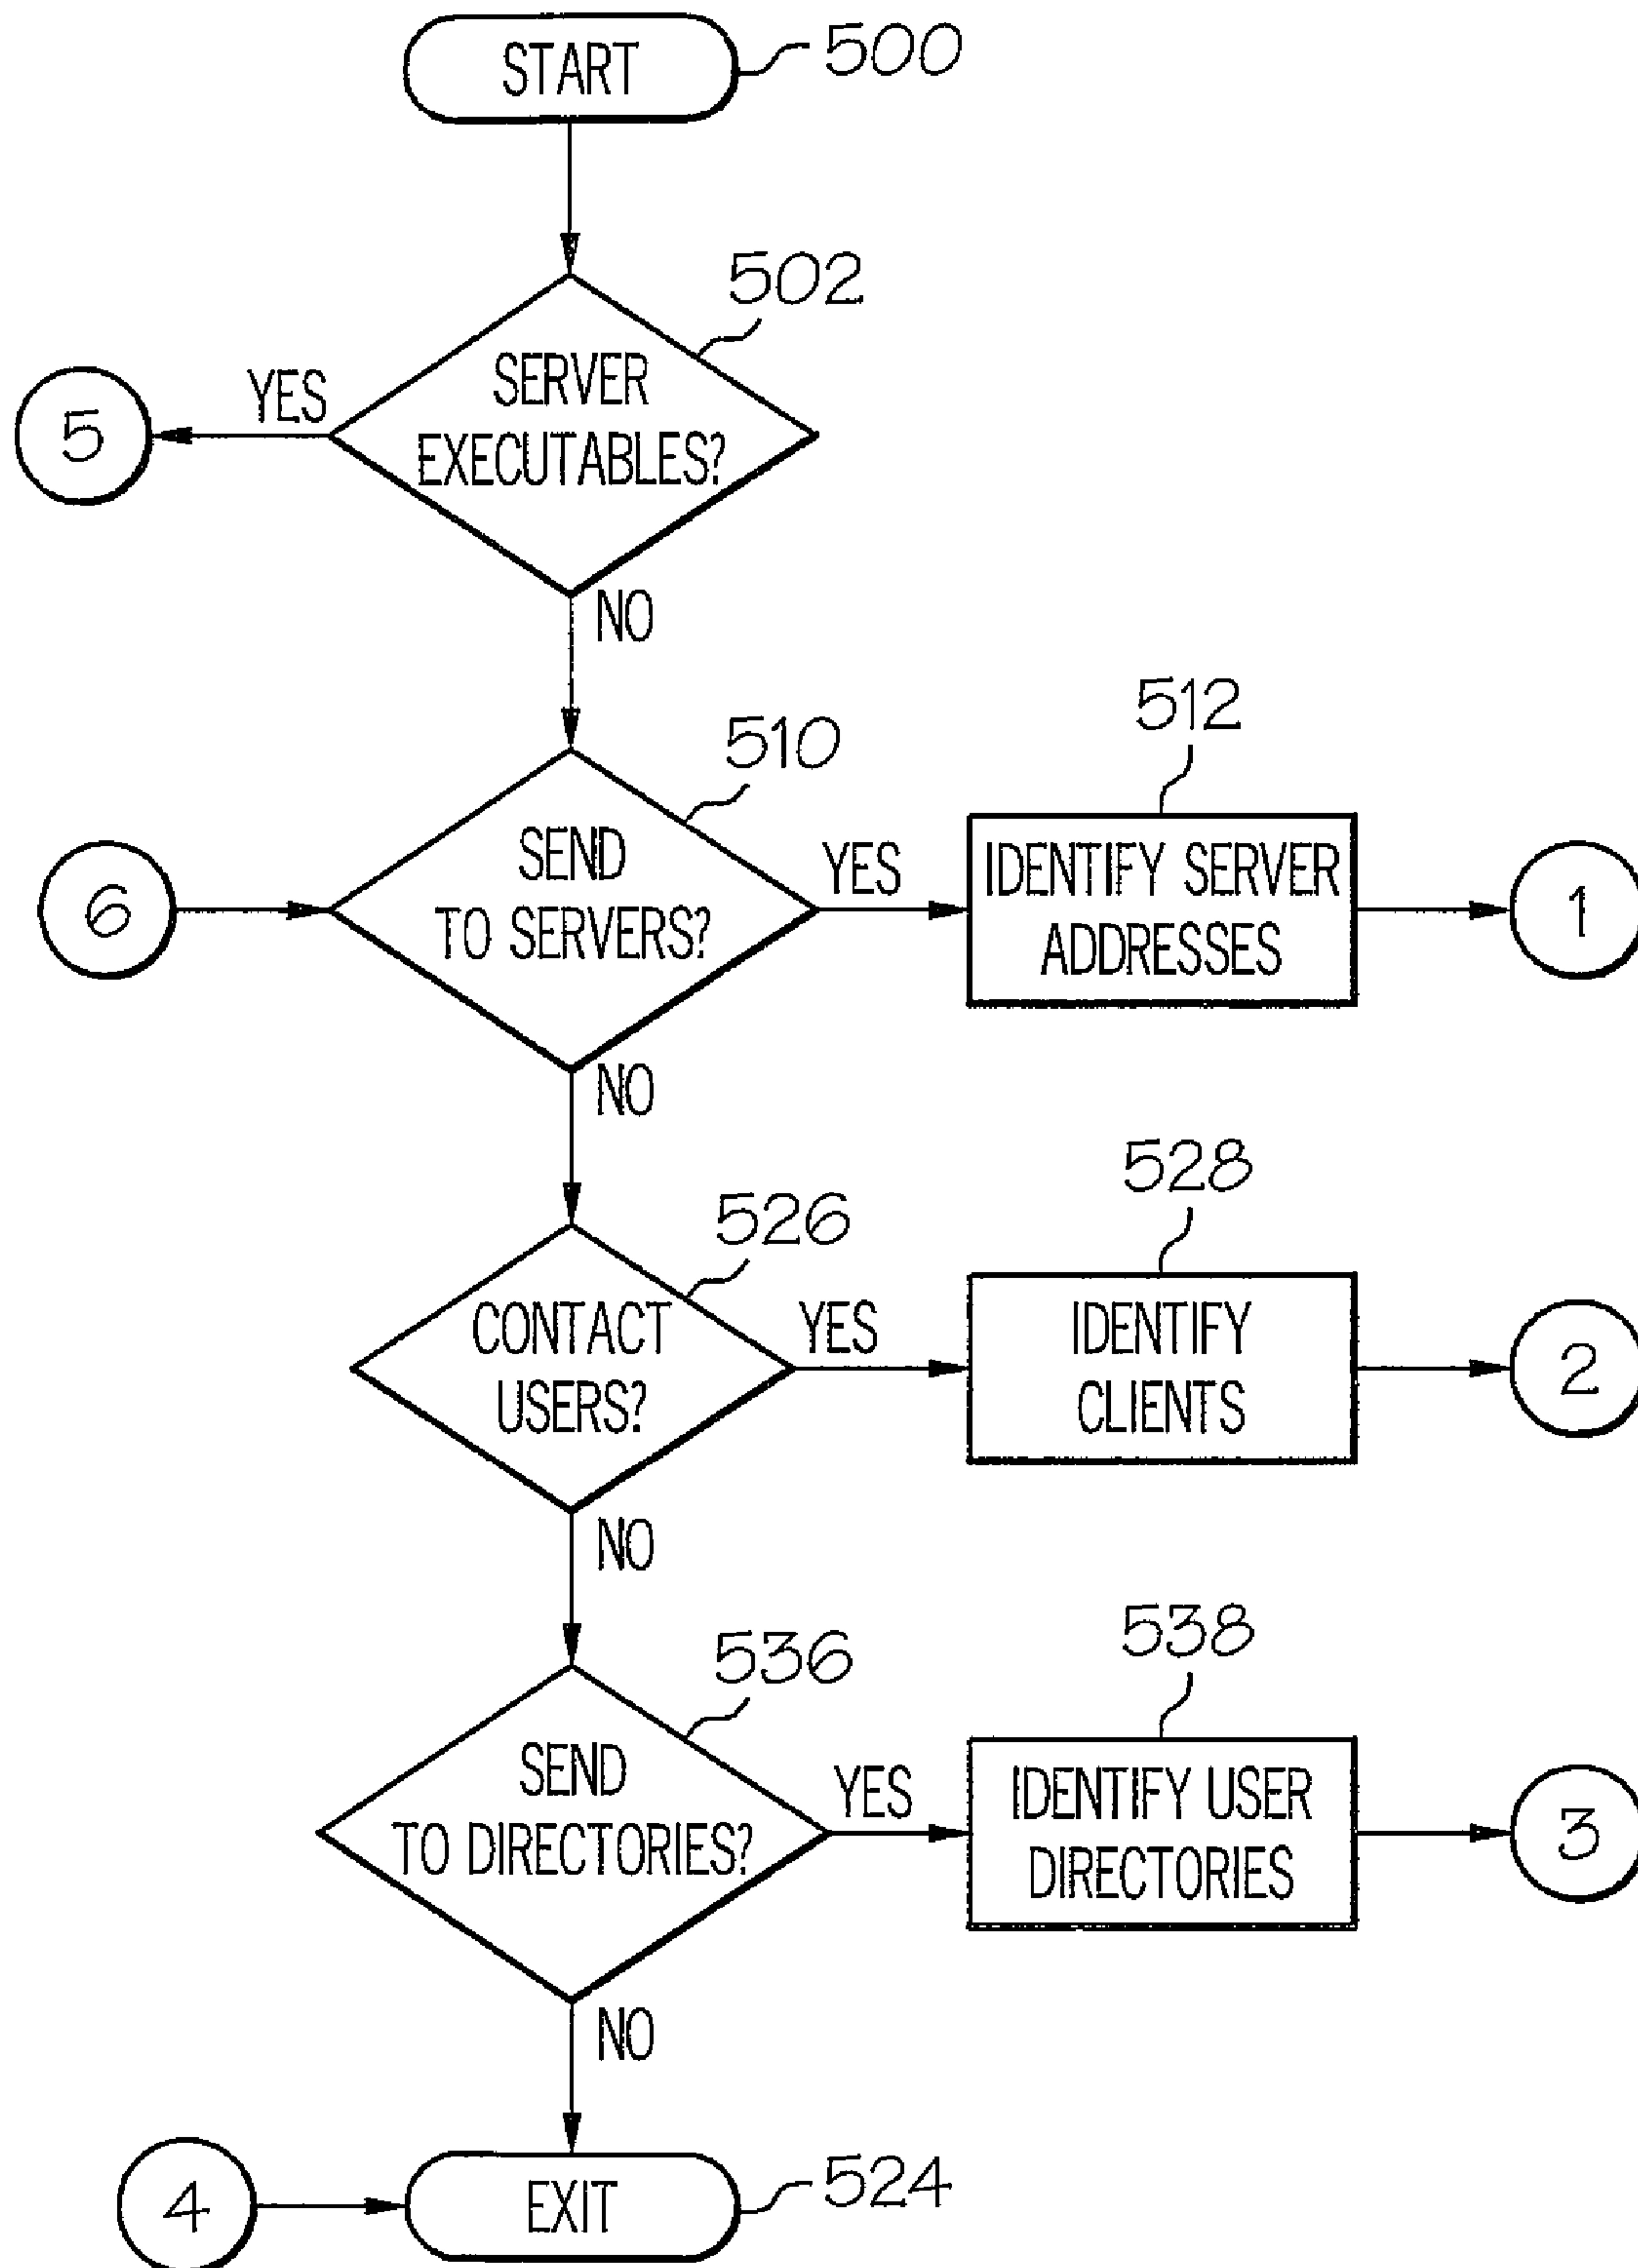 START
500
502
SERVER
EXECUTABLES?
YES
5
NO
510
512
6
SEND
TO SERVERS?
YES
IDENTIFY SERVER
ADDRESSES
1
NO
526
528
CONTACT
USERS?
YES
IDENTIFY
CLIENTS
2
NO
536
538
SEND
TO DIRECTORIES?
YES
IDENTIFY USER
DIRECTORIES
3
NO
4
EXIT
524